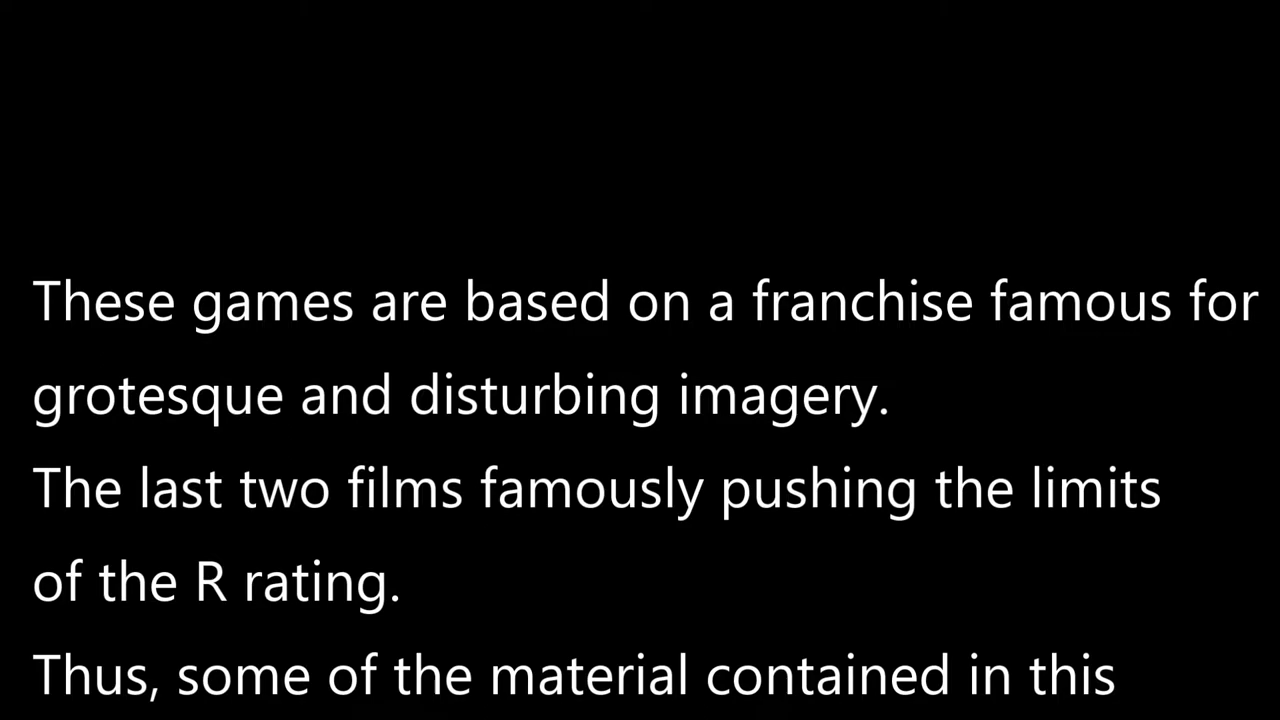 These games are based on a franchise famous for
grotesque and disturbing imagery.
The last two films famously pushing the limits
of the R rating.
Thus, some of the material contained in this